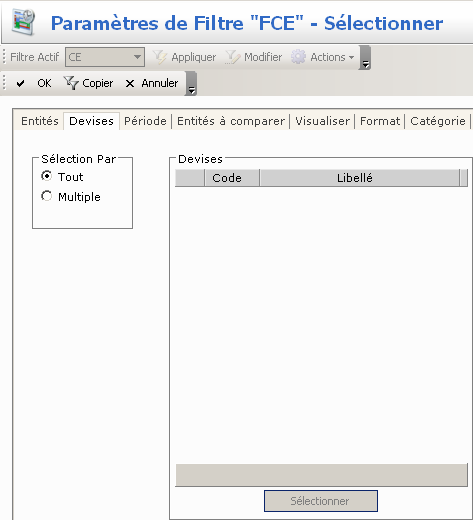 Paramètres de Filtre "FCE" - Sélectionner
Filtre Actif CE Appliquer Modifier Actions
OK Copier Annuler
Entités Devises Période Entités à comparer Visualiser Format Catégorie
Sélection Par Devises
Tout Code Libellé
Multiple
Sélectionner